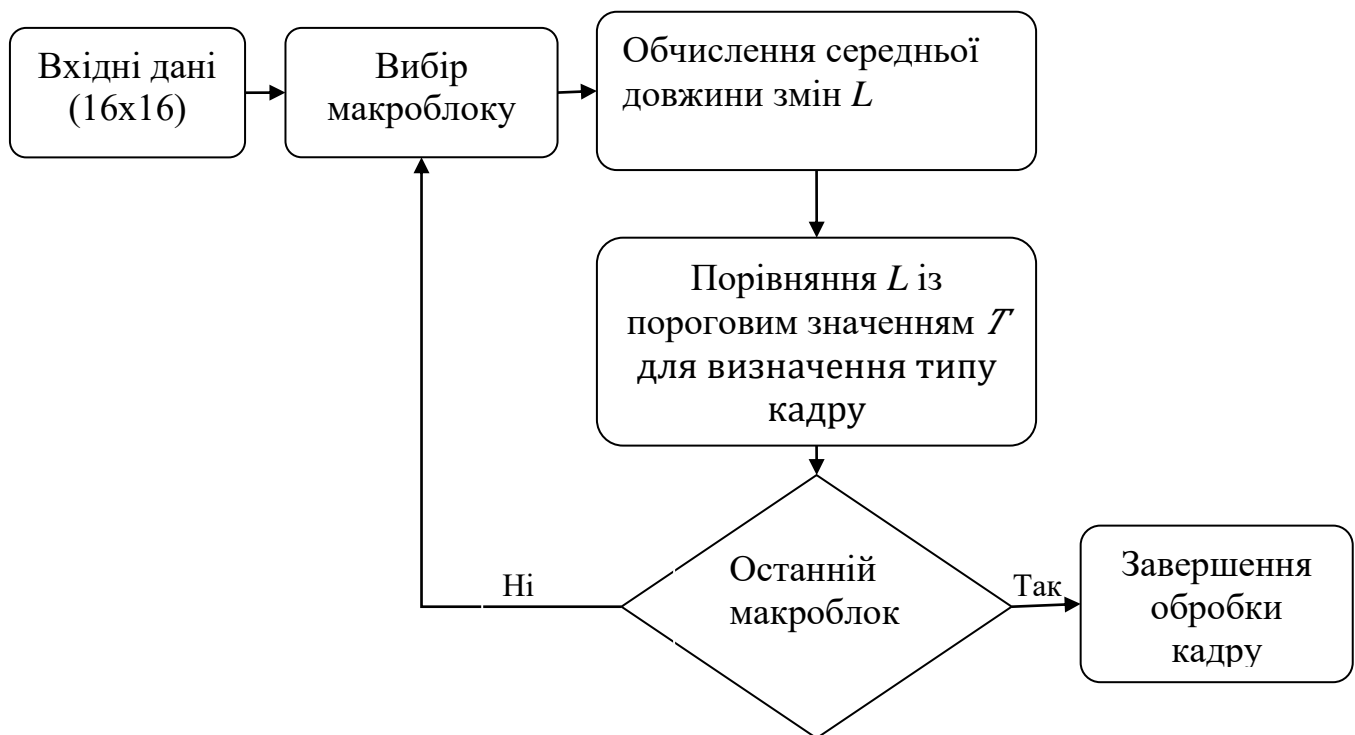 Вхідні дані
(16х16)
Вибір
макроблоку
Обчислення середньої
довжини змін L
Порівняння L із
пороговим значенням T
для визначення типу
кадру
Останній
макроблок
Ні
Так
Завершення
обробки
кадру